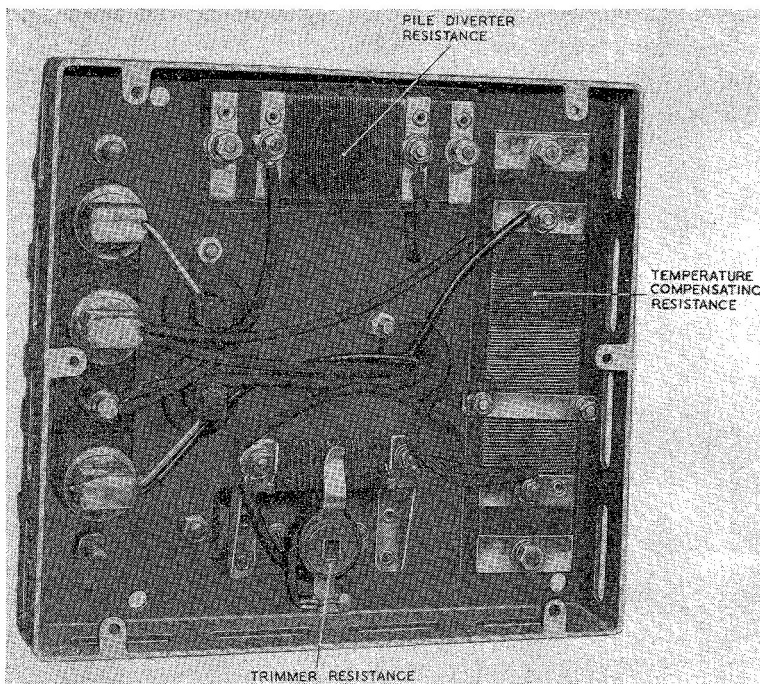 PILE DIVERTER
RESISTANCE
TEMPERATURE
COMPENSATING
RESISTANCE
TRIMMER RESISTANCE